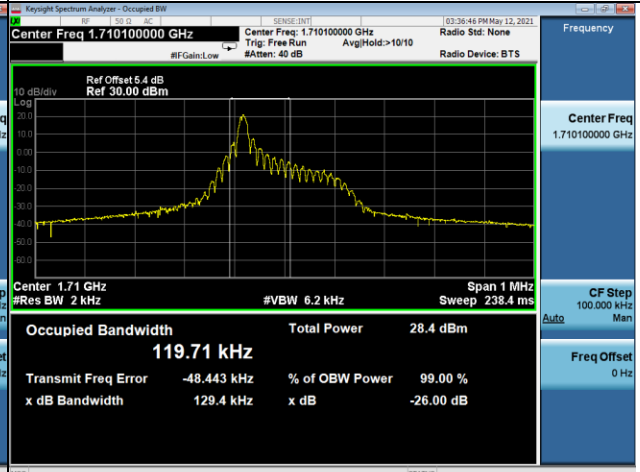 Keysight Spectrum Analyzer - Occupied BW
RF 50 Ω AC SENSE:INT 03:36:46 PM May 12, 2021
Center Freq 1.710100000 GHz Center Freq: 1.710100000 GHz Radio Std: None Frequency
Trig: Free Run Avg|Hold:>10/10
#IFGain:Low #Atten: 40 dB Radio Device: BTS
Ref Offset 5.4 dB
10 dB/div Ref 30.00 dBm
Log
20.0
10.0
0.00
-10.0
-20.0
-30.0
-40.0
-50.0
-60.0
Center Freq
1.710100000 GHz
Center 1.71 GHz Span 1 MHz
#Res BW 2 kHz #VBW 6.2 kHz Sweep 238.4 ms
CF Step
100.000 kHz
Auto Man
Occupied Bandwidth Total Power 28.4 dBm
119.71 kHz
Transmit Freq Error -48.443 kHz % of OBW Power 99.00 %
x dB Bandwidth 129.4 kHz x dB -26.00 dB
Freq Offset
0 Hz